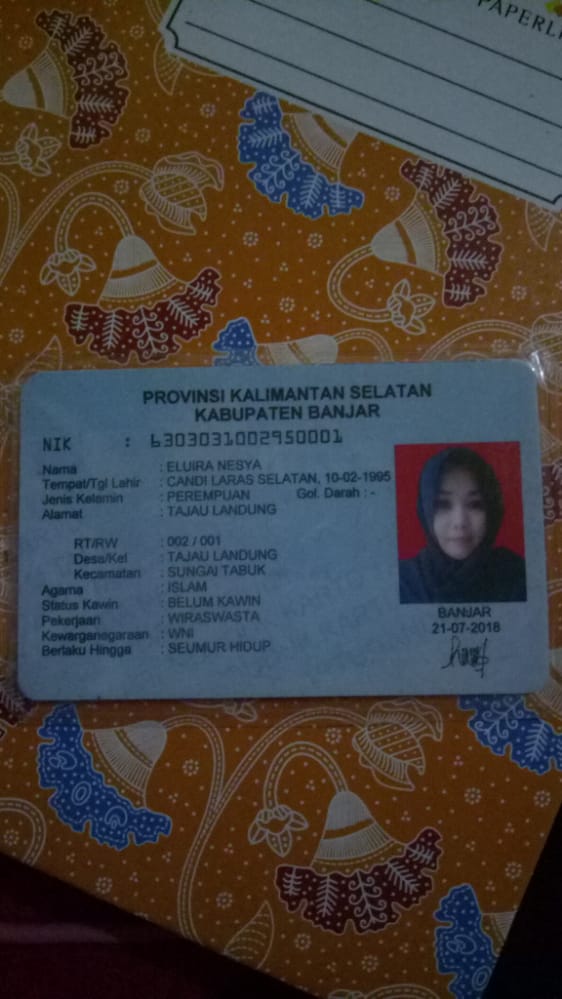 PROVINSI KALIMANTAN SELATAN
KABUPATEN BANJAR
NIK : 6303031002950001
Nama : ELUIRA NESYA
Tempat/Tgl Lahir : CANDI LARAS SELATAN, 10-02-1995
Jenis Kelamin : PEREMPUAN Gol. Darah : -
Alamat : TAJAU LANDUNG
RT/RW : 002 / 001
Desa/Kel : TAJAU LANDUNG
Kecamatan : SUNGAI TABUK
Agama : ISLAM
Status Kawin : BELUM KAWIN
Pekerjaan : WIRASWASTA
Kewarganegaraan : WNI
Berlaku Hingga : SEUMUR HIDUP
BANJAR
21-07-2018